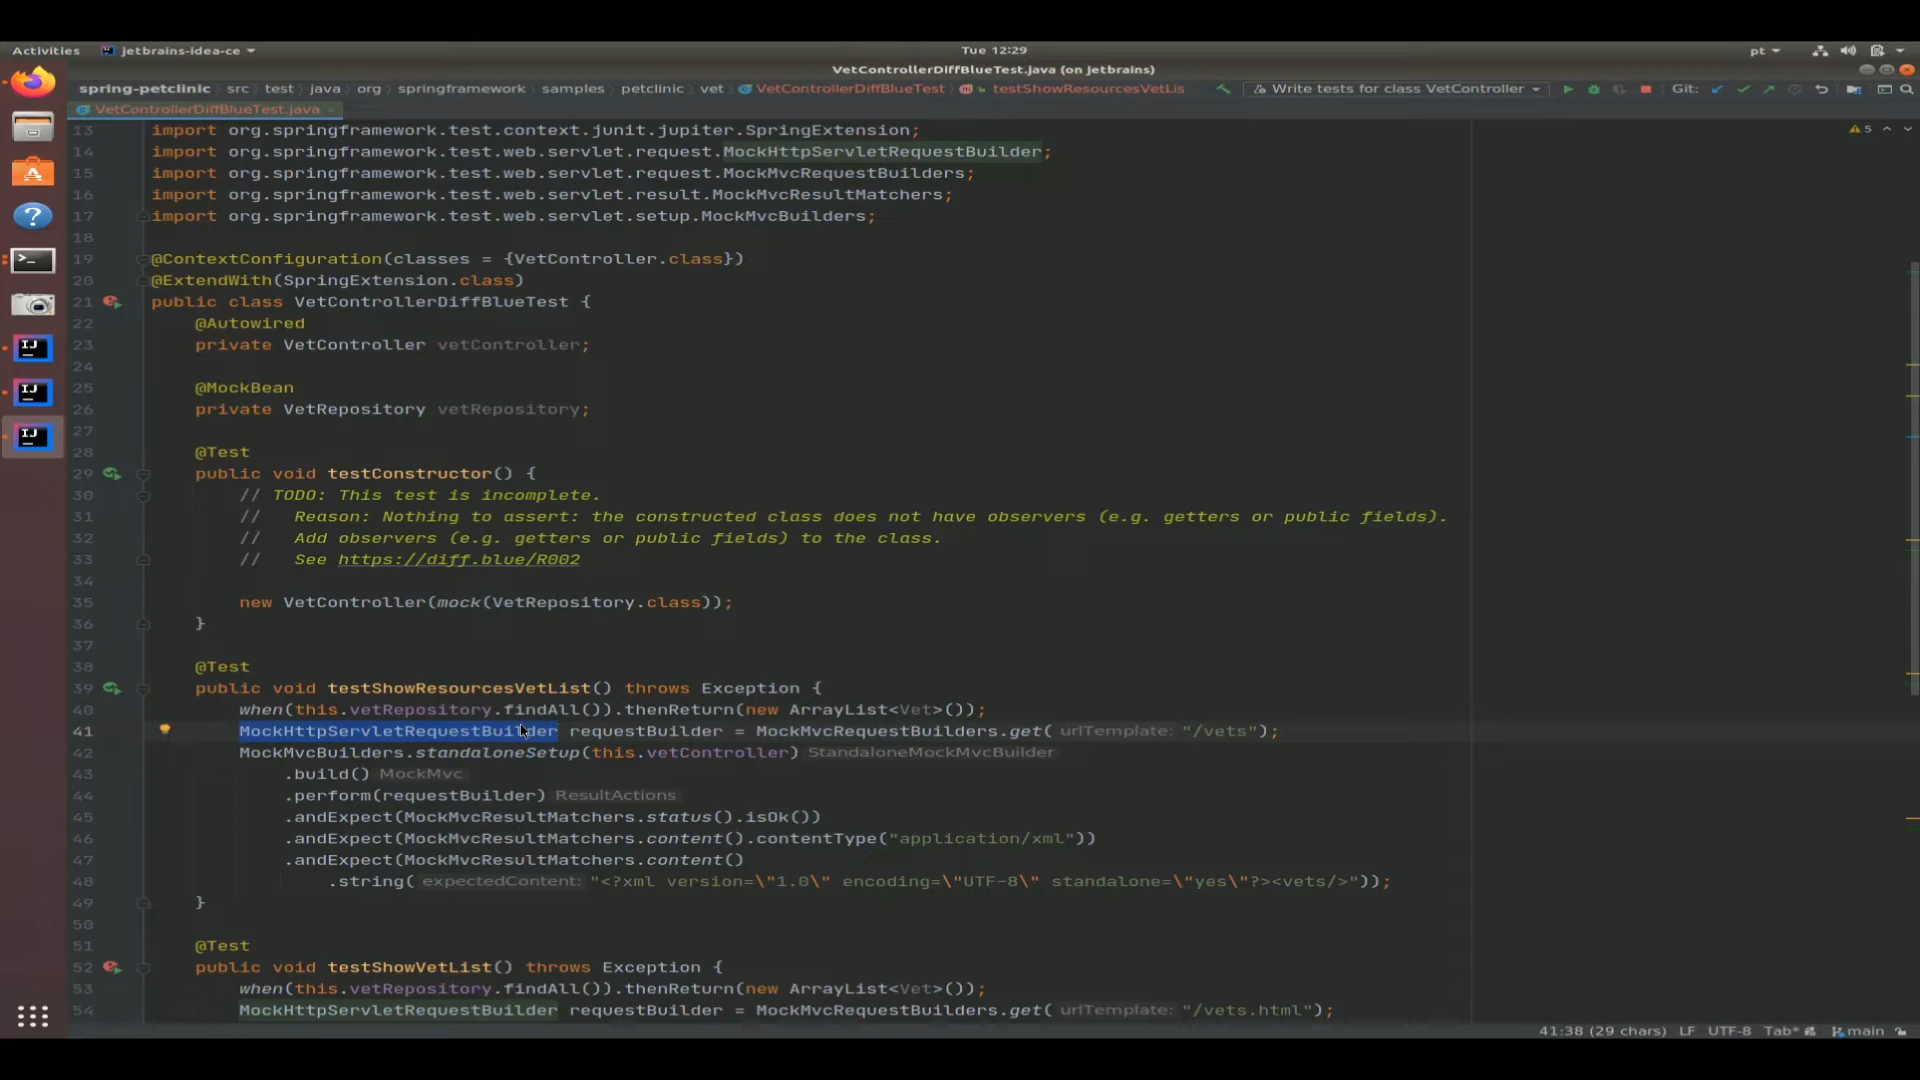 Activities jetbrains-idea-ce Tue 12:29 pt
VetControllerDiffBlueTest.java (on jetbrains)
spring-petclinic src test java org springframework samples petclinic vet VetControllerDiffBlueTest testShowResourcesVetLis Write tests for class VetController Git:
VetControllerDiffBlueTest.java
13 import org.springframework.test.context.junit.jupiter.SpringExtension; 5
14 import org.springframework.test.web.servlet.request.MockHttpServletRequestBuilder;
15 import org.springframework.test.web.servlet.request.MockMvcRequestBuilders;
16 import org.springframework.test.web.servlet.result.MockMvcResultMatchers;
17 import org.springframework.test.web.servlet.setup.MockMvcBuilders;
18
19 @ContextConfiguration(classes = {VetController.class})
20 @ExtendWith(SpringExtension.class)
21 public class VetControllerDiffBlueTest {
22 @Autowired
23 private VetController vetController;
24
25 @MockBean
26 private VetRepository vetRepository;
27
28 @Test
29 public void testConstructor() {
30 // TODO: This test is incomplete.
31 // Reason: Nothing to assert: the constructed class does not have observers (e.g. getters or public fields).
32 // Add observers (e.g. getters or public fields) to the class.
33 // See https://diff.blue/R002
34
35 new VetController(mock(VetRepository.class));
36 }
37
38 @Test
39 public void testShowResourcesVetList() throws Exception {
40 when(this.vetRepository.findAll()).thenReturn(new ArrayList<Vet>());
41 MockHttpServletRequestBuilder requestBuilder = MockMvcRequestBuilders.get( urlTemplate: "/vets");
42 MockMvcBuilders.standaloneSetup(this.vetController) StandaloneMockMvcBuilder
43 .build() MockMvc
44 .perform(requestBuilder) ResultActions
45 .andExpect(MockMvcResultMatchers.status().isOk())
46 .andExpect(MockMvcResultMatchers.content().contentType("application/xml"))
47 .andExpect(MockMvcResultMatchers.content()
48 .string( expectedContent: "<?xml version=\"1.0\" encoding=\"UTF-8\" standalone=\"yes\"?><vets/>"));
49 }
50
51 @Test
52 public void testShowVetList() throws Exception {
53 when(this.vetRepository.findAll()).thenReturn(new ArrayList<Vet>());
54 MockHttpServletRequestBuilder requestBuilder = MockMvcRequestBuilders.get( urlTemplate: "/vets.html");
41:38 (29 chars) LF UTF-8 Tab* main